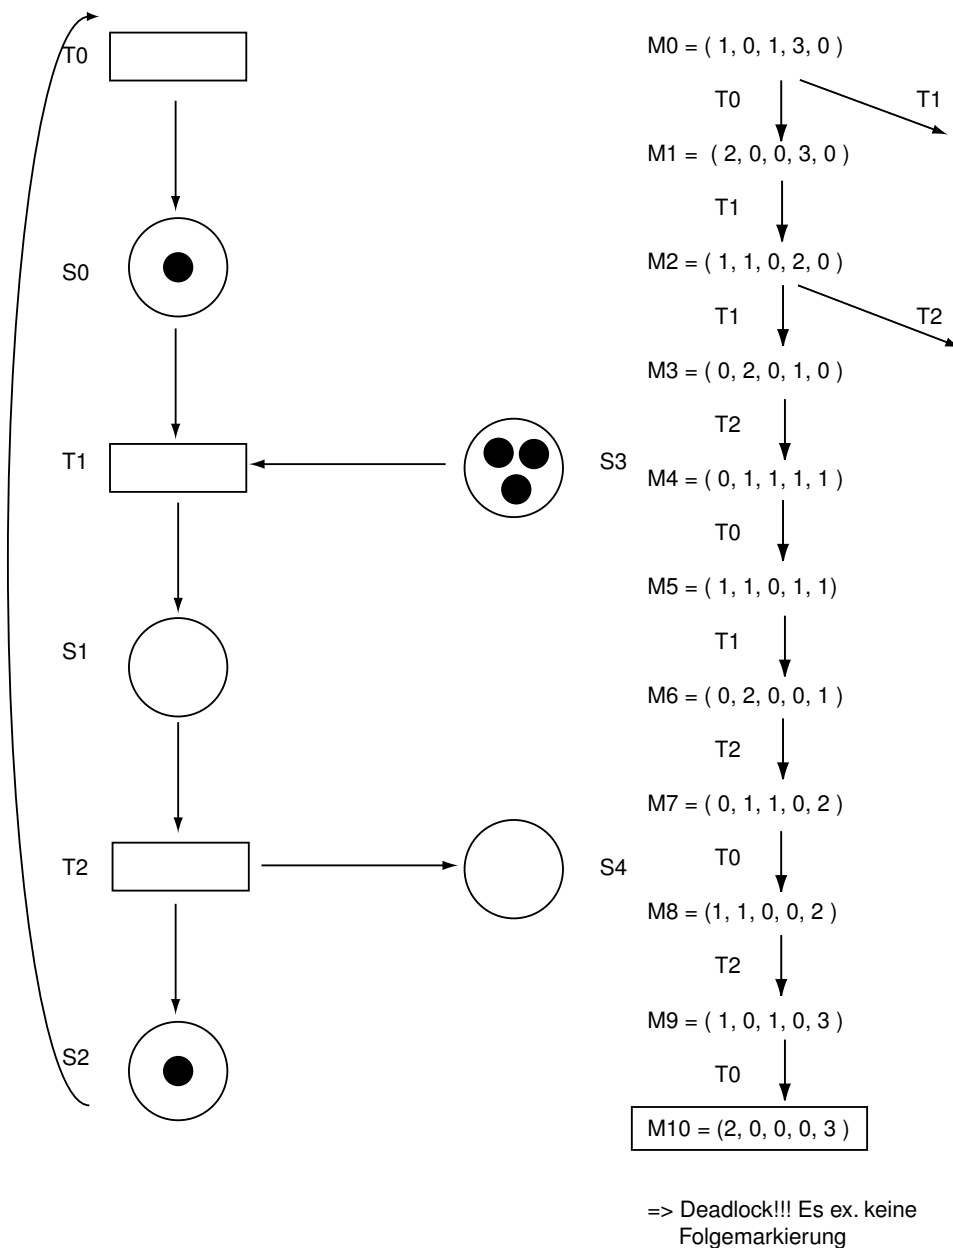 T0
S0
T1
S3
S1
T2
S4
S2
M0 = ( 1, 0, 1, 3, 0 )
T0
T1
M1 = ( 2, 0, 0, 3, 0 )
T1
M2 = ( 1, 1, 0, 2, 0 )
T1
T2
M3 = ( 0, 2, 0, 1, 0 )
T2
M4 = ( 0, 1, 1, 1, 1 )
T0
M5 = ( 1, 1, 0, 1, 1)
T1
M6 = ( 0, 2, 0, 0, 1 )
T2
M7 = ( 0, 1, 1, 0, 2 )
T0
M8 = (1, 1, 0, 0, 2 )
T2
M9 = ( 1, 0, 1, 0, 3 )
T0
M10 = (2, 0, 0, 0, 3 )
=> Deadlock!!! Es ex. keine
Folgemarkierung